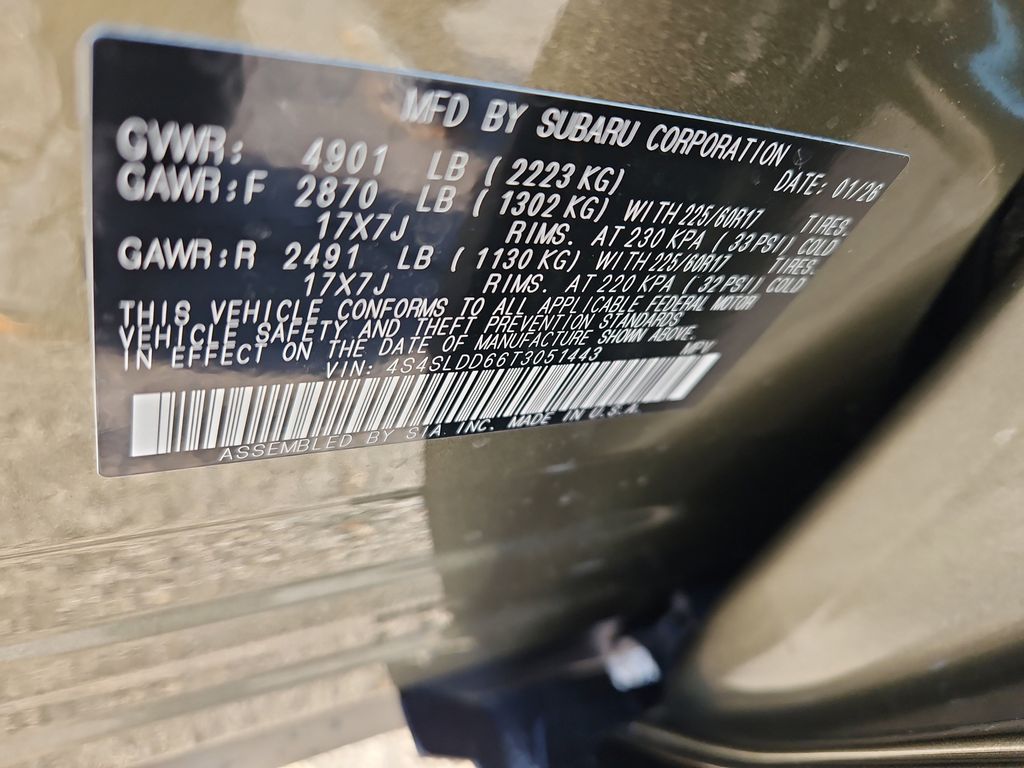 MFD BY SUBARU CORPORATION
DATE: 01/26
GVWR: 4901 LB (2223 KG)
GAWR:F 2870 LB (1302 KG) WITH 225/60R17 TIRES.
17X7J RIMS. AT 230 KPA (33 PSI) COLD
GAWR:R 2491 LB (1130 KG) WITH 225/60R17 TIRES.
17X7J RIMS. AT 220 KPA (32 PSI) COLD
THIS VEHICLE CONFORMS TO ALL APPLICABLE FEDERAL MOTOR
VEHICLE SAFETY AND THEFT PREVENTION STANDARDS
IN EFFECT ON THE DATE OF MANUFACTURE SHOWN ABOVE.
VIN: 4S4SLDD66T3051443 MPV
ASSEMBLED BY SIA. INC. MADE IN U.S.A.